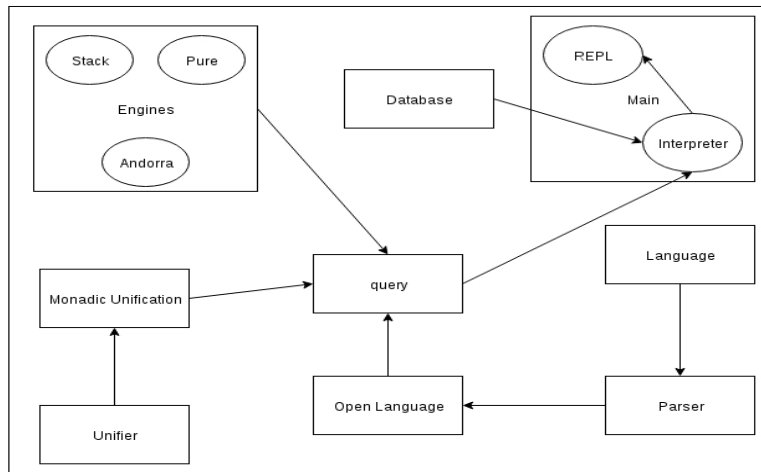 Stack
Pure
Engines
Andorra
Database
REPL
Main
Interpreter
Monadic Unification
query
Language
Unifier
Open Language
Parser